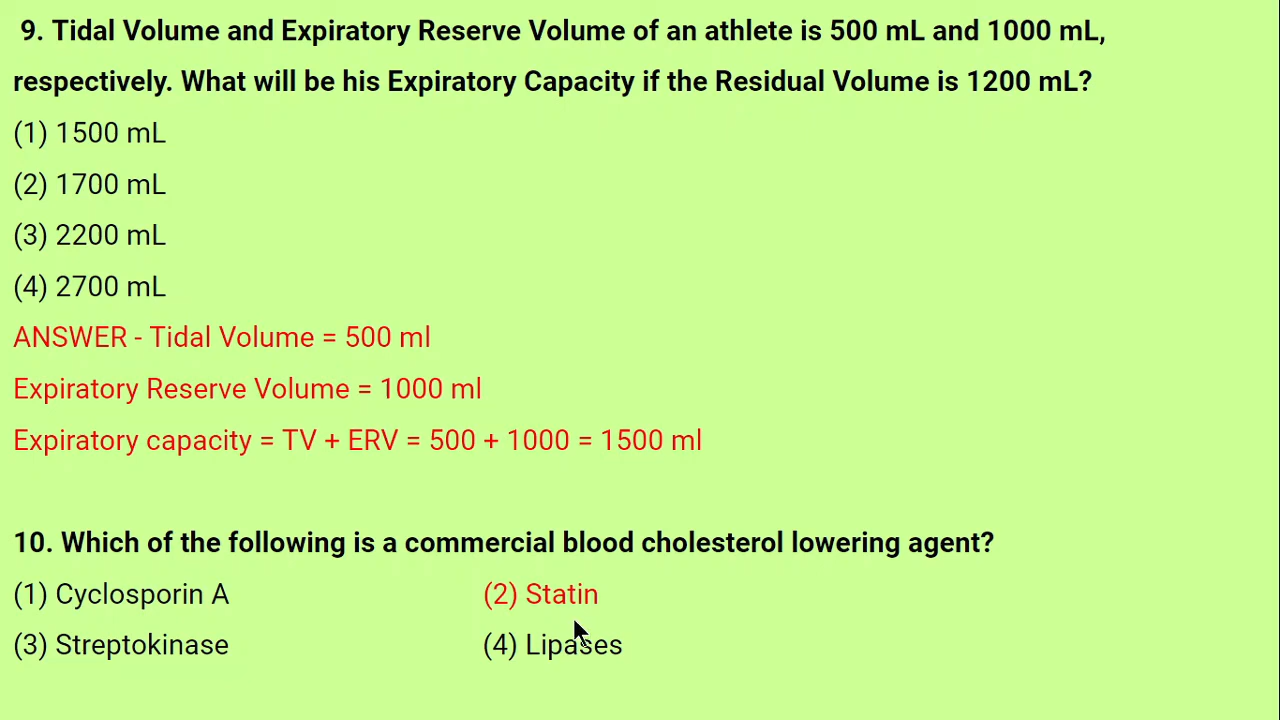 9. Tidal Volume and Expiratory Reserve Volume of an athlete is 500 mL and 1000 mL,
respectively. What will be his Expiratory Capacity if the Residual Volume is 1200 mL?
(1) 1500 mL
(2) 1700 mL
(3) 2200 mL
(4) 2700 mL
ANSWER - Tidal Volume = 500 ml
Expiratory Reserve Volume = 1000 ml
Expiratory capacity = TV + ERV = 500 + 1000 = 1500 ml
10. Which of the following is a commercial blood cholesterol lowering agent?
(1) Cyclosporin A (2) Statin
(3) Streptokinase (4) Lipases